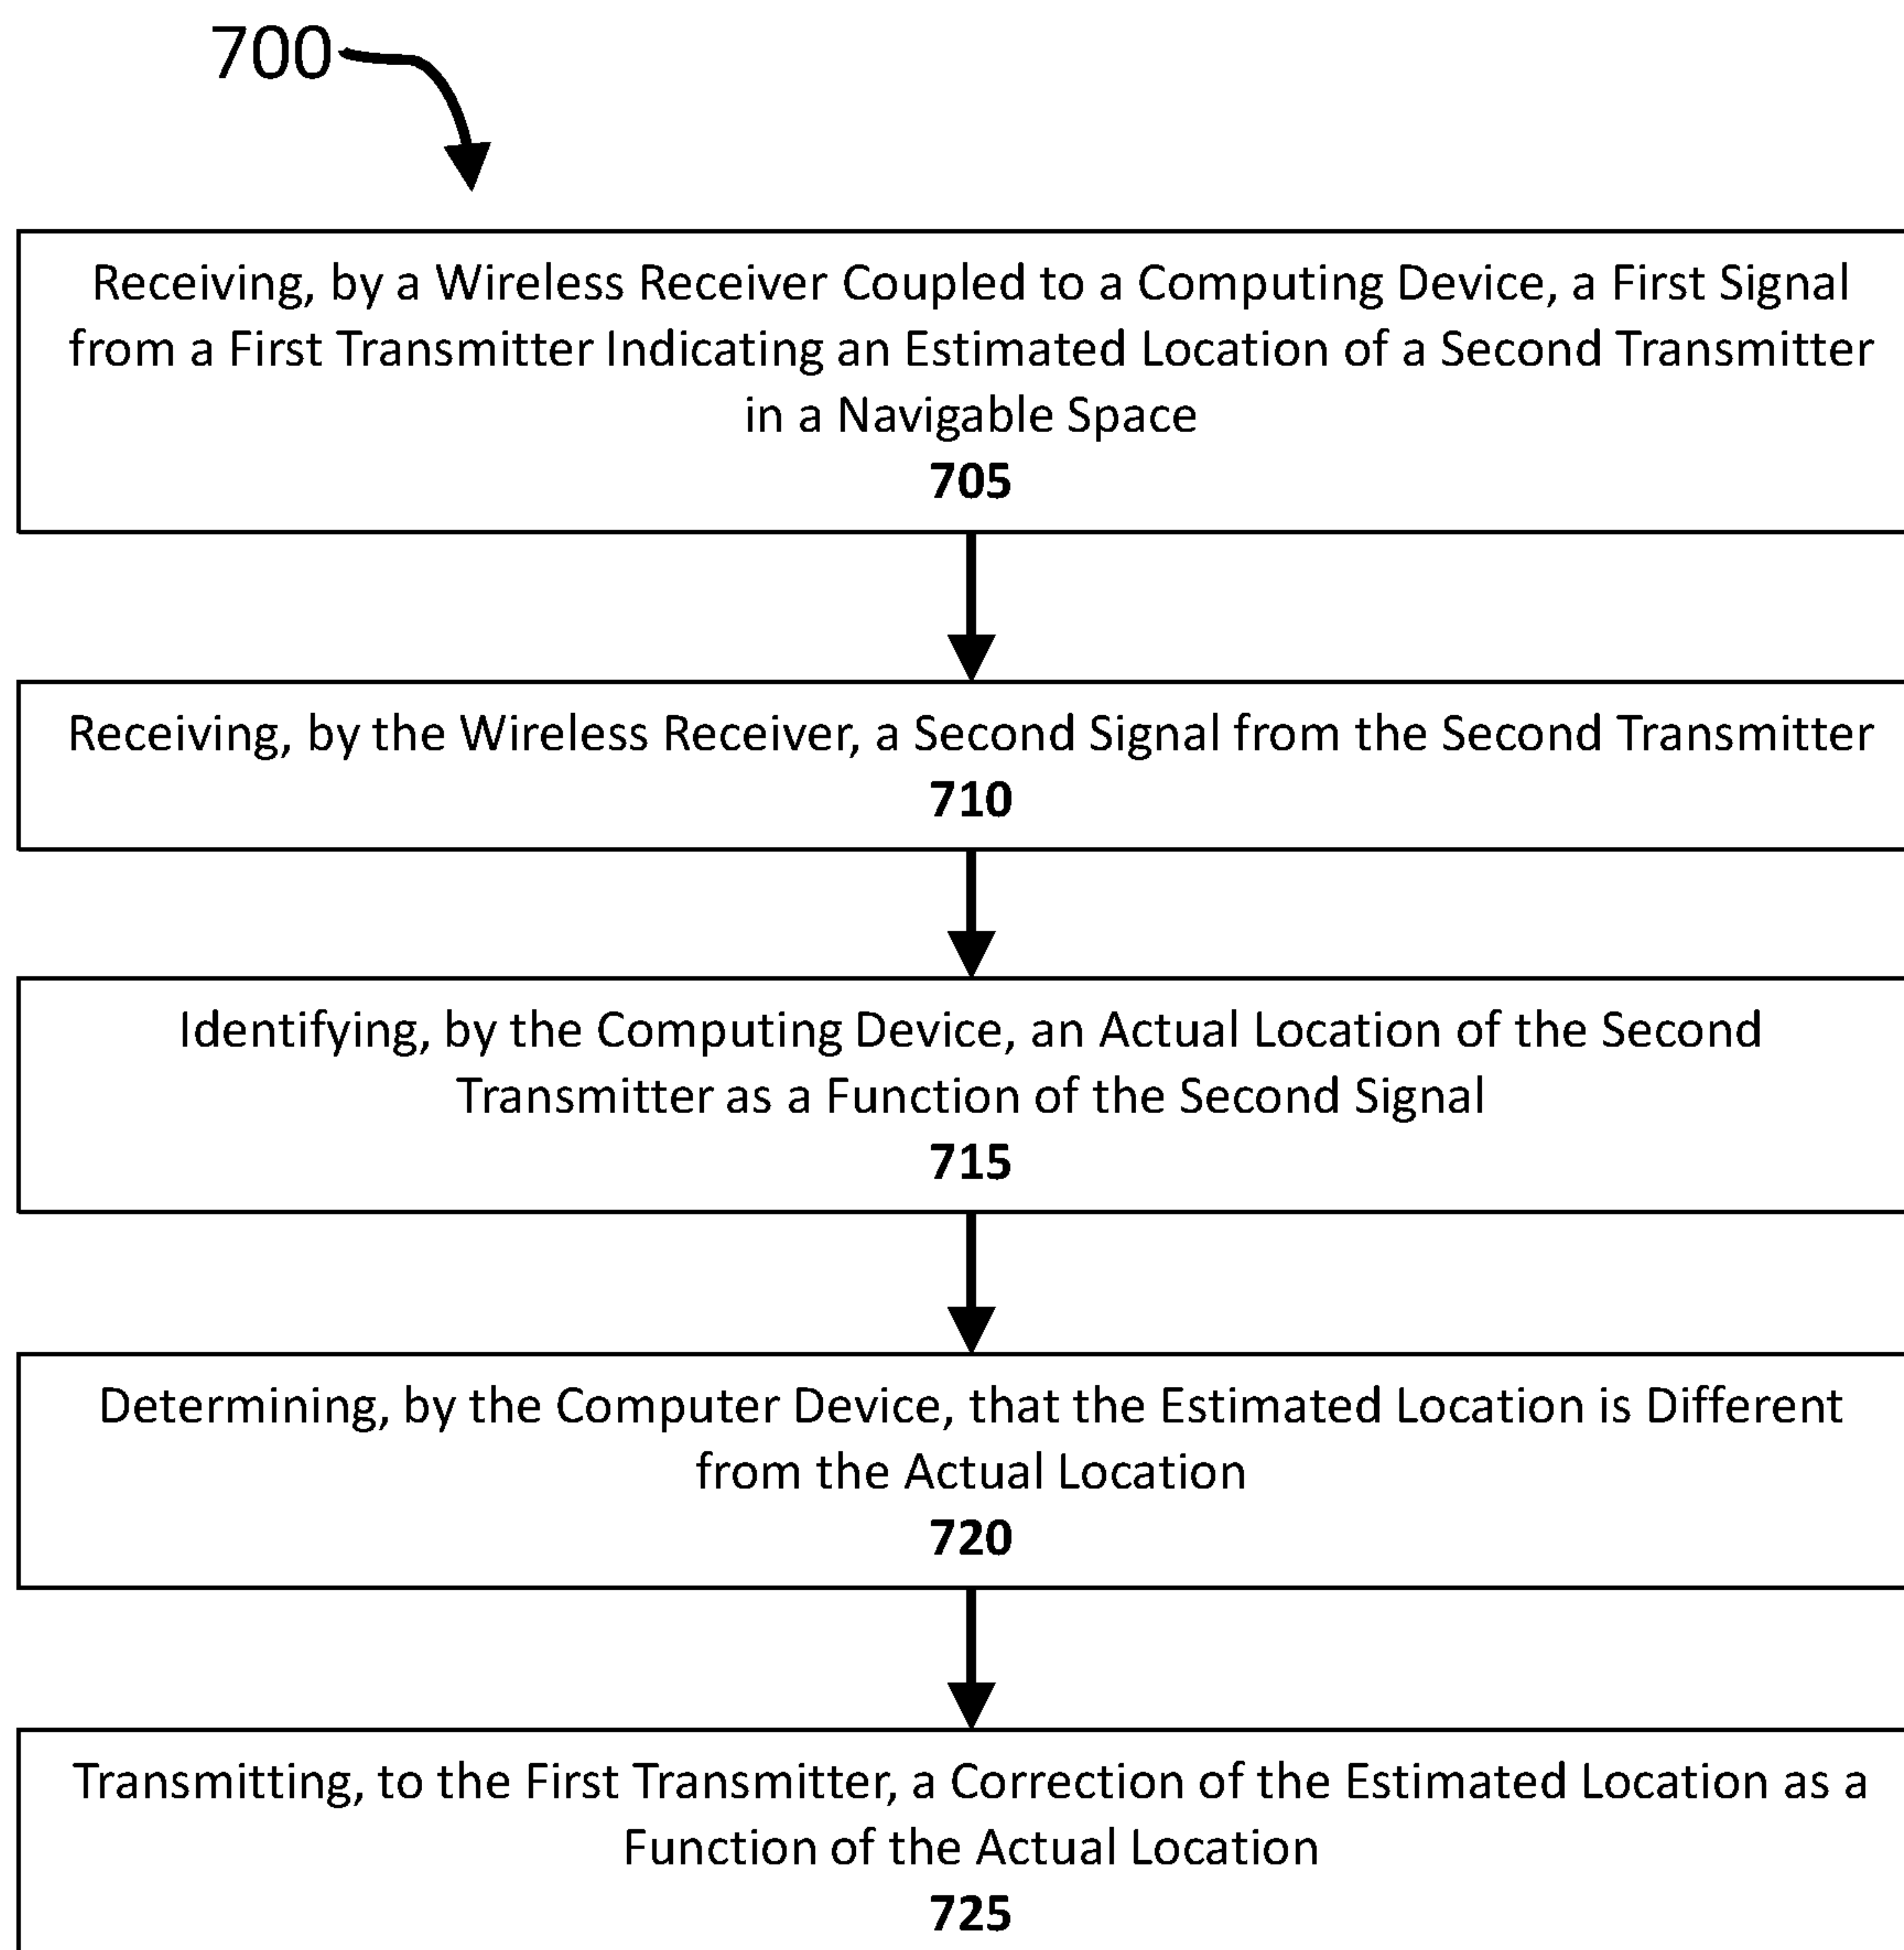 700
Receiving, by a Wireless Receiver Coupled to a Computing Device, a First Signal
from a First Transmitter Indicating an Estimated Location of a Second Transmitter
in a Navigable Space
705
Receiving, by the Wireless Receiver, a Second Signal from the Second Transmitter
710
Identifying, by the Computing Device, an Actual Location of the Second
Transmitter as a Function of the Second Signal
715
Determining, by the Computer Device, that the Estimated Location is Different
from the Actual Location
720
Transmitting, to the First Transmitter, a Correction of the Estimated Location as a
Function of the Actual Location
725